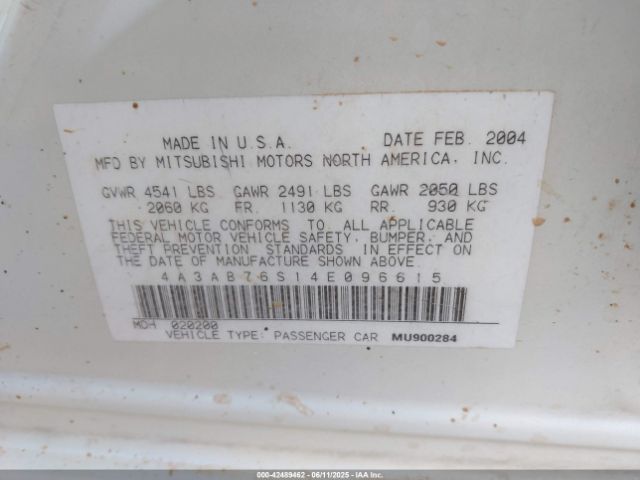 MADE IN U.S.A. DATE FEB. 2004
MFD BY MITSUBISHI MOTORS NORTH AMERICA, INC.
GVWR 4541 LBS GAWR 2491 LBS GAWR 2050 LBS
2060 KG FR. 1130 KG RR. 930 KG
THIS VEHICLE CONFORMS TO ALL APPLICABLE
FEDERAL MOTOR VEHICLE SAFETY, BUMPER, AND
THEFT PREVENTION STANDARDS IN EFFECT ON
THE DATE OF MANUFACTURE SHOWN ABOVE.
4A3AB76S14E096615
MDH 020200
VEHICLE TYPE: PASSENGER CAR MU900284
000-42489462 - 06/11/2025 - © IAA Holdings, LLC